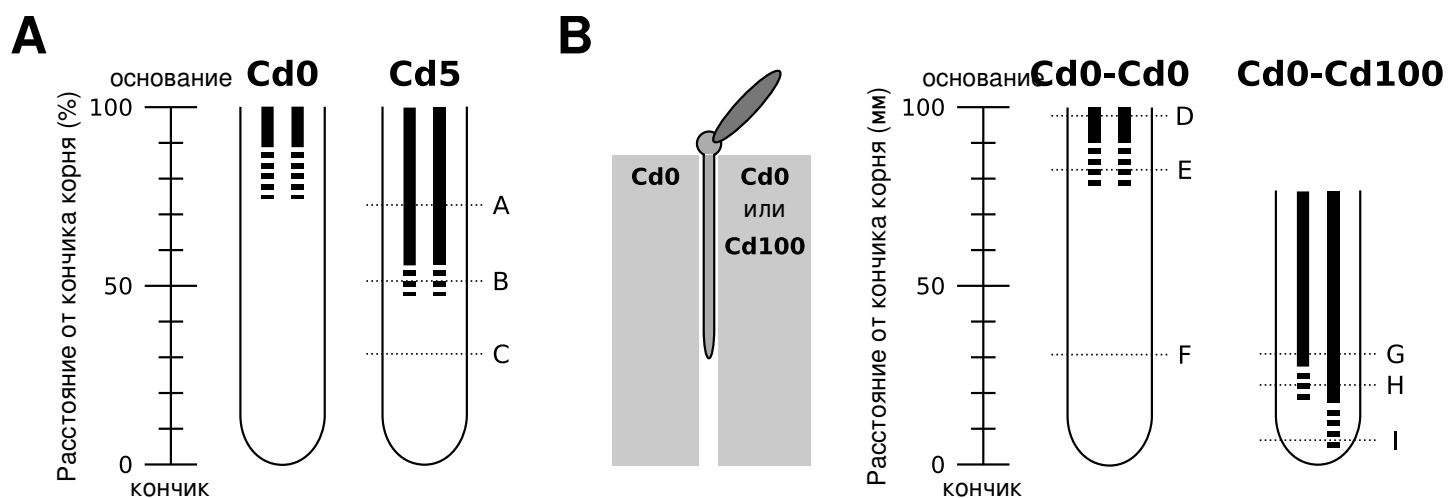 A
основание
Cd0
Cd5
Расстояние от кончика корня (%)
100
50
0
кончик
A
B
C
B
Cd0
Cd0
или
Cd100
основание
Cd0-Cd0
Cd0-Cd100
Расстояние от кончика корня (мм)
100
50
0
кончик
D
E
F
G
H
I